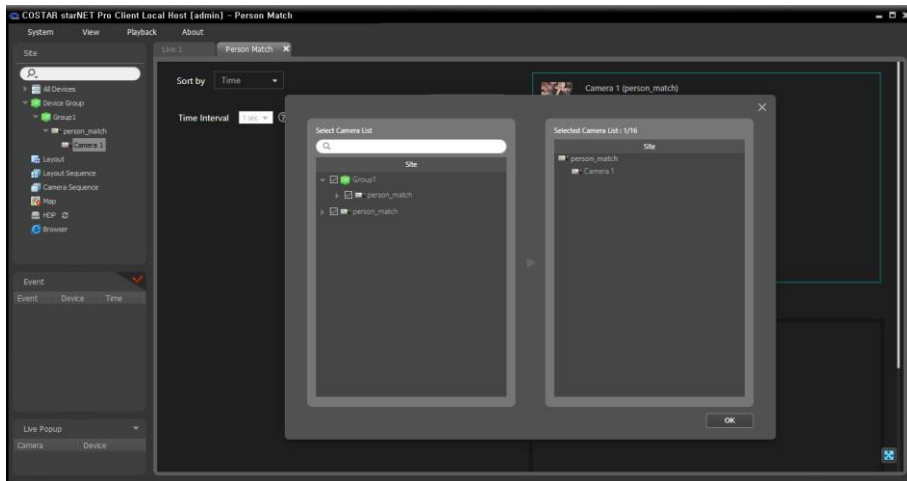 COSTAR starNET Pro Client Local Host [admin] – Person Match
System View Playback About
Site
All Devices
Device Group
Group1
person_match
Camera 1
Layout
Layout Sequence
Camera Sequence
Map
HDP
Browser
Event
Event Device Time
Live Popup
Camera Device
Live 1 Person Match
Sort by Time
Time Interval 1 sec
Camera 1 (person_match)
Select Camera List
Site
Group1
person_match
person_match
Selected Camera List : 1/16
Site
person_match
Camera 1
OK